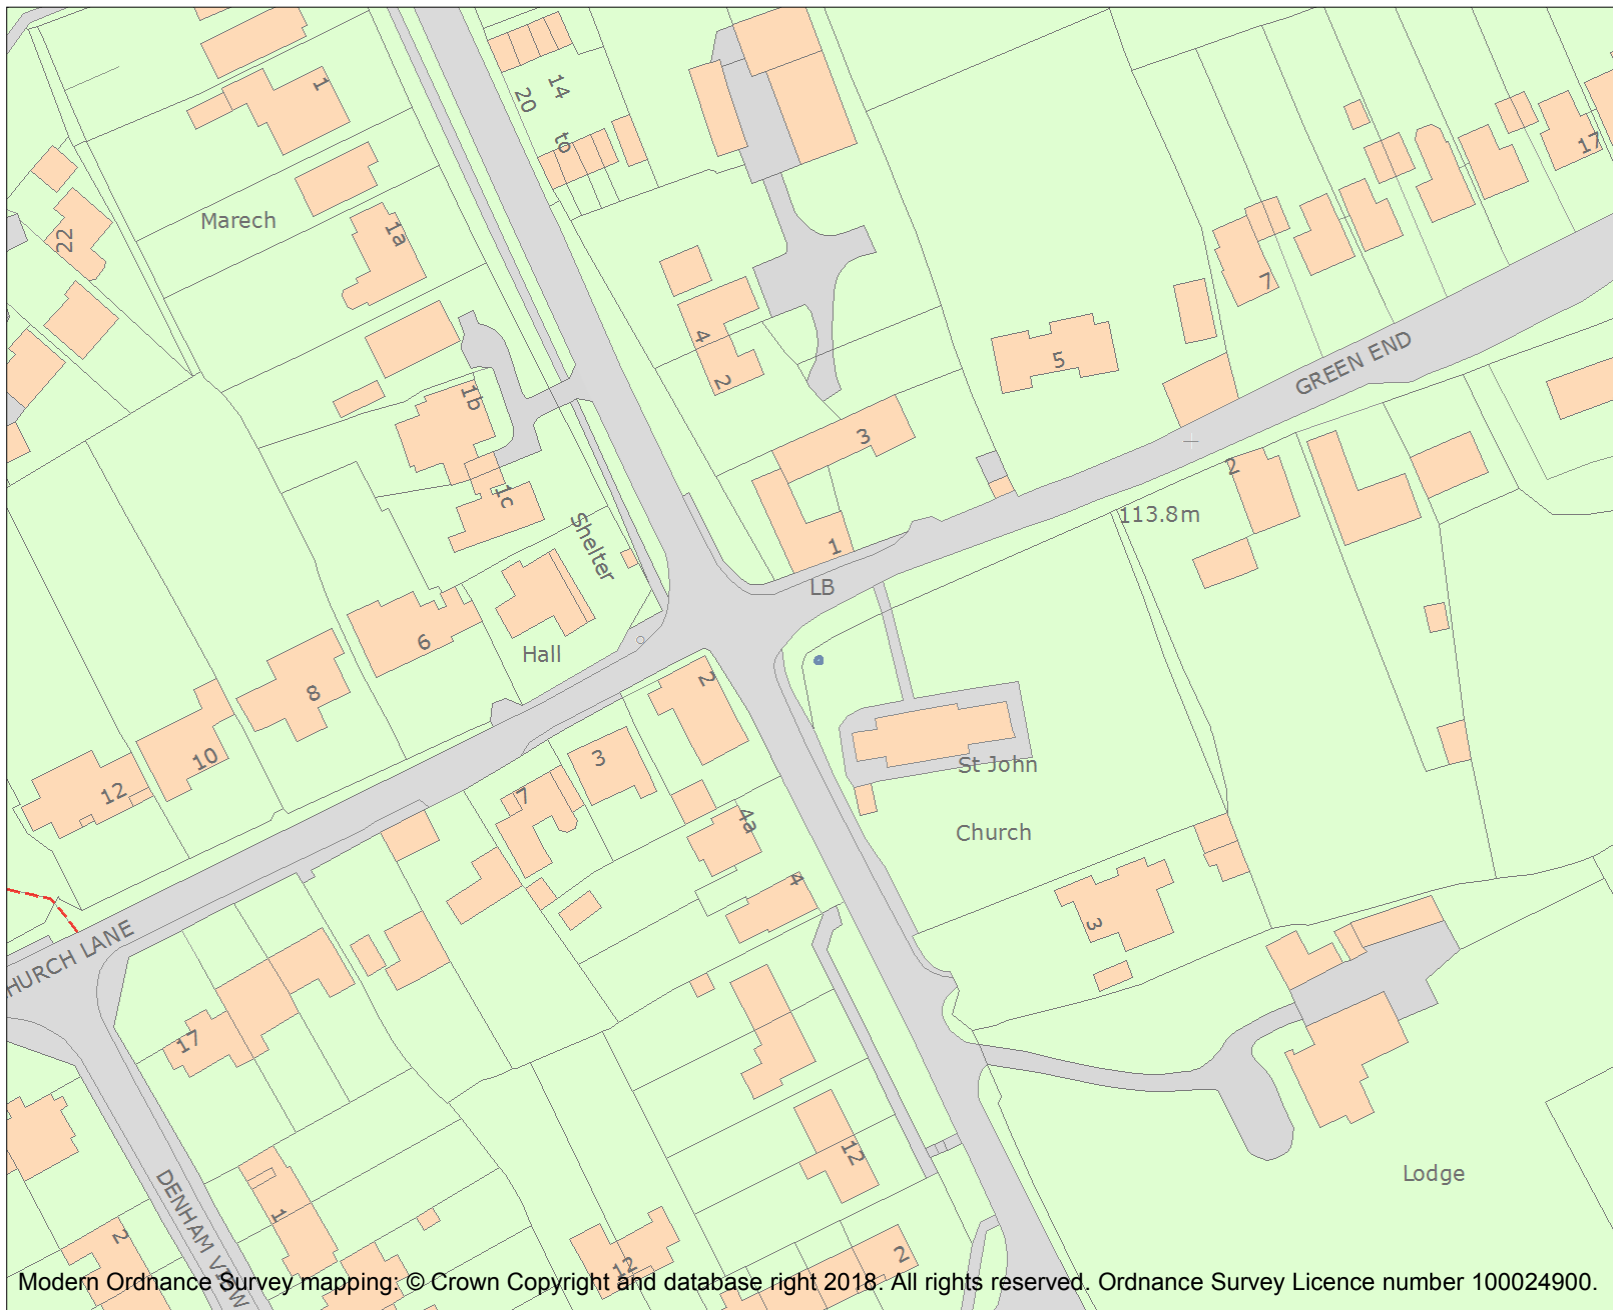 1
14
20
to
17
Marech
22
1a
7
4
5
GREEN END
2
1b
3
2
1c
113.8m
Shelter
1
LB
6
Hall
8
2
10
3
St John
12
7
4a
Church
4
3
HURCH LANE
17
12
Lodge
DENHAM VIEW
1
2
2
12
Modern Ordnance Survey mapping: © Crown Copyright and database right 2018. All rights reserved. Ordnance Survey Licence number 100024900.